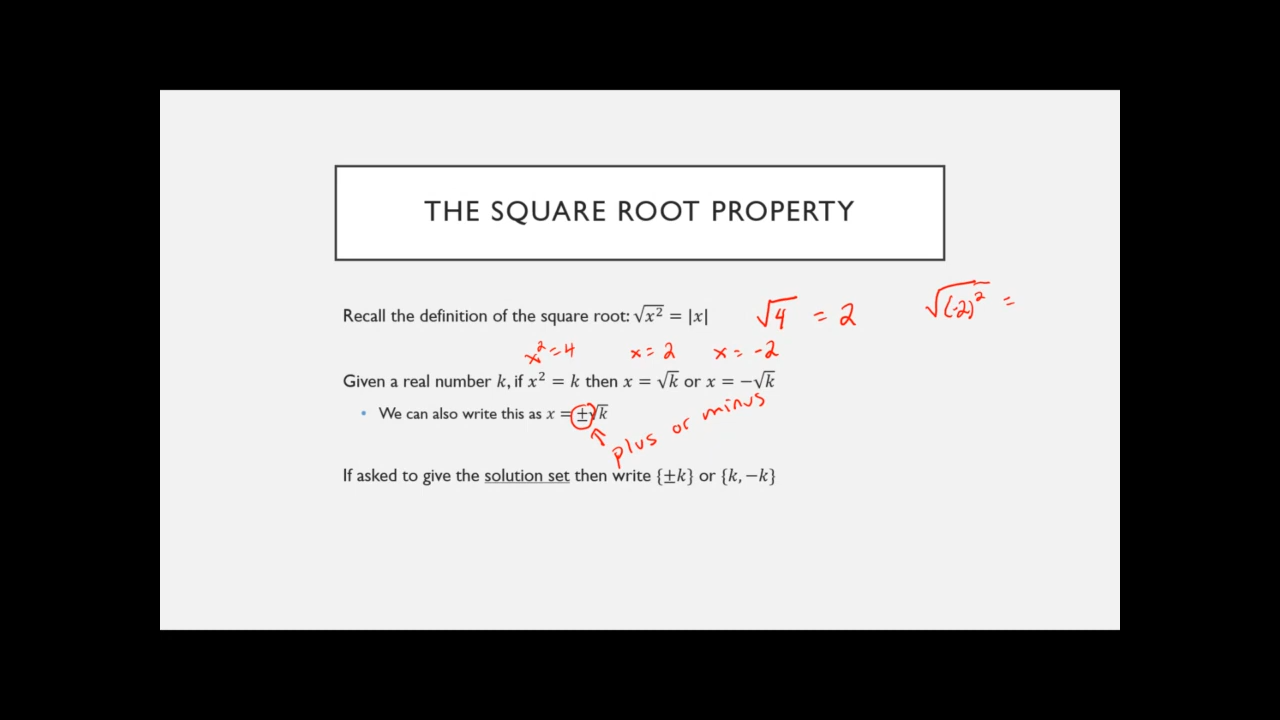 THE SQUARE ROOT PROPERTY
Recall the definition of the square root: √x² = |x| √4 = 2 √(-2)² =
x² = 4 x = 2 x = -2
Given a real number k, if x² = k then x = √k or x = −√k
• We can also write this as x = ±√k
plus or minus
If asked to give the solution set then write {±k} or {k, −k}